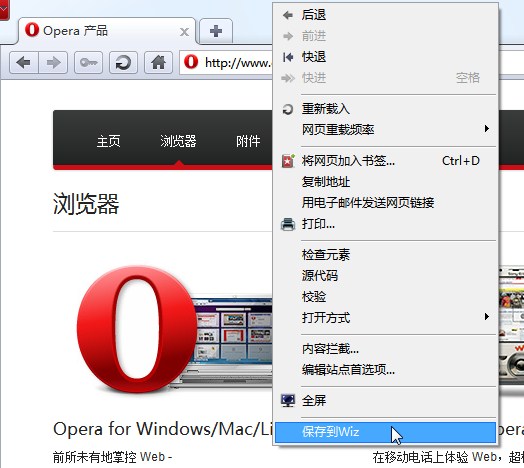 Opera 产品
http://www.
主页
浏览器
附件
浏览器
Opera for Windows/Mac/Li
前所未有地掌控 Web -
在移动电话上体验 Web，超
后退
前进
快退
快进 空格
重新载入
网页重载频率
将网页加入书签... Ctrl+D
复制地址
用电子邮件发送网页链接
打印...
检查元素
源代码
校验
打开方式
内容拦截...
编辑站点首选项...
全屏
保存到Wiz